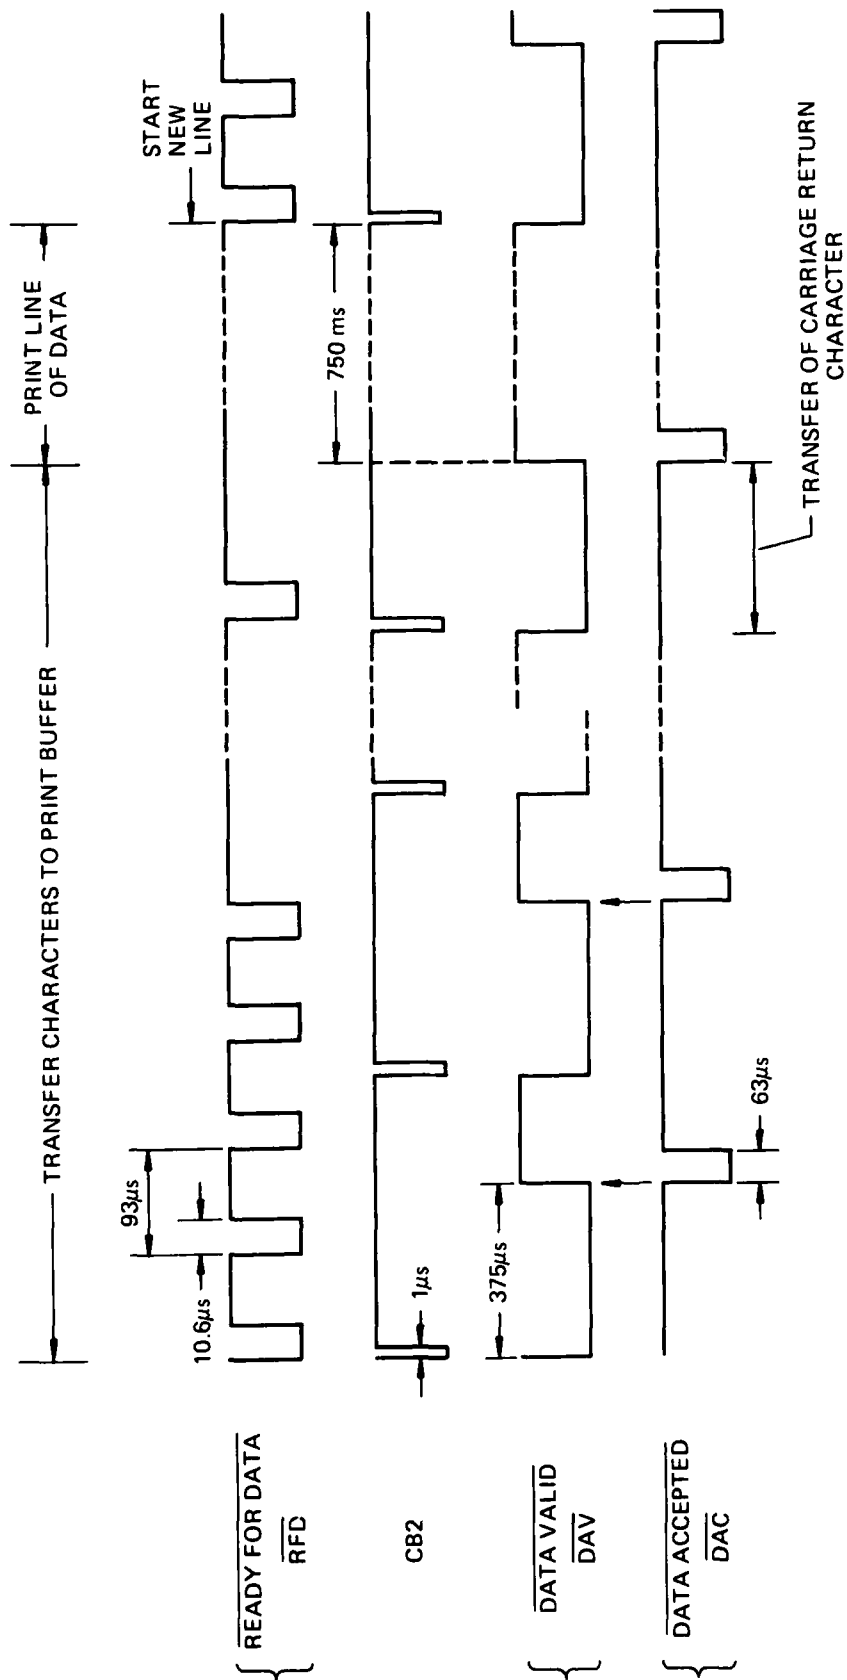 TRANSFER CHARACTERS TO PRINT BUFFER
PRINT LINE
OF DATA
START
NEW
LINE
READY FOR DATA
RFD
10.6μs
93μs
CB2
1μs
750 ms
DATA VALID
DAV
375μs
DATA ACCEPTED
DAC
63μs
TRANSFER OF CARRIAGE RETURN
CHARACTER